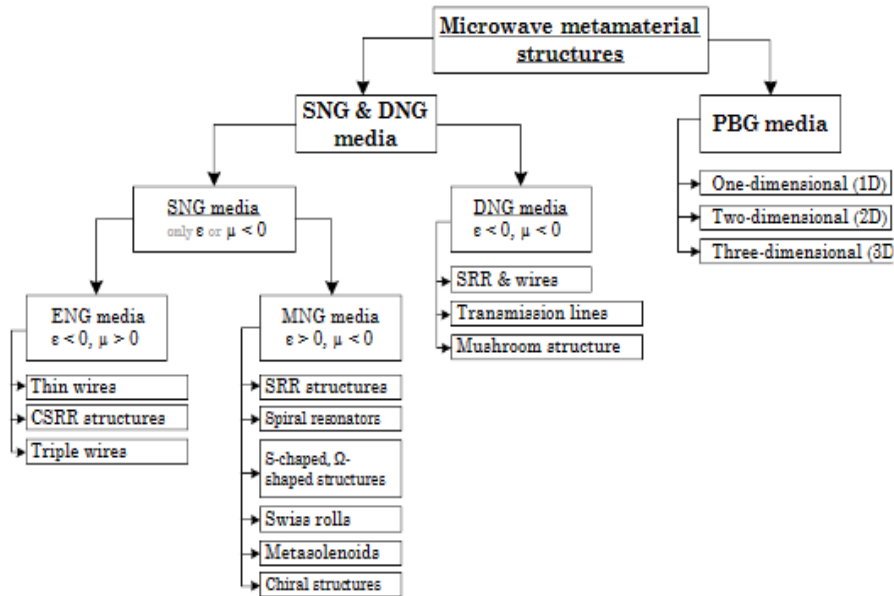 Microwave metamaterial
structures
SNG & DNG
media
PBG media
One-dimensional (1D)
Two-dimensional (2D)
Three-dimensional (3D
SNG media
only ε or μ < 0
DNG media
ε < 0, μ < 0
SRR & wires
Transmission lines
Mushroom structure
ENG media
ε < 0, μ > 0
Thin wires
CSRR structures
Triple wires
MNG media
ε > 0, μ < 0
SRR structures
Spiral resonators
S-chaped, Ω-
shaped structures
Swiss rolls
Metasolenoids
Chiral structures